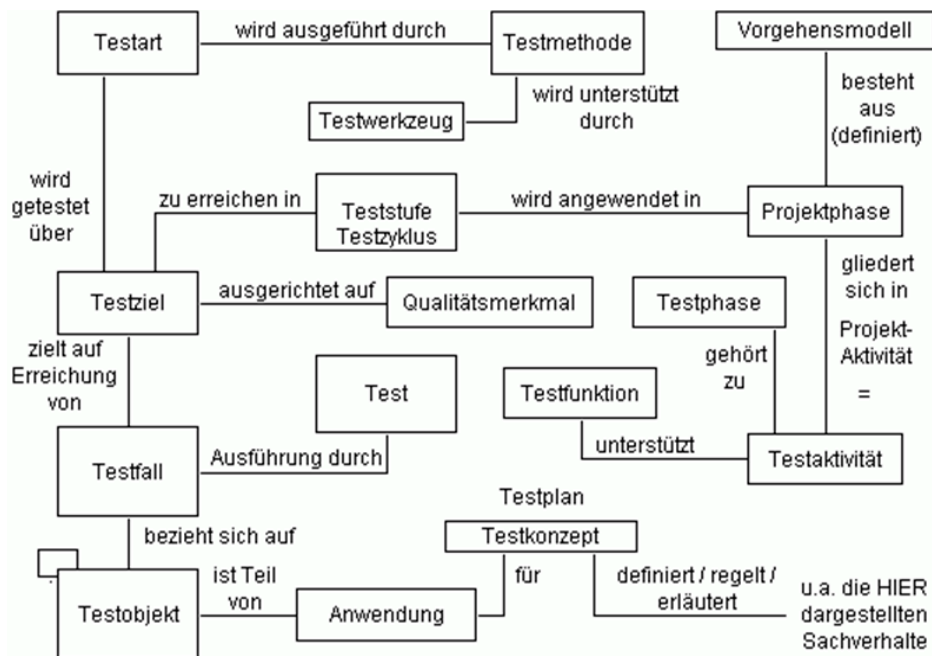 Testart
wird ausgeführt durch
Testmethode
Vorgehensmodell
wird unterstützt
durch
Testwerkzeug
besteht
aus
(definiert)
wird
getestet
über
zu erreichen in
Teststufe
Testzyklus
wird angewendet in
Projektphase
Testziel
ausgerichtet auf
Qualitätsmerkmal
Testphase
gliedert
sich in
Projekt-
Aktivität
=
zielt auf
Erreichung
von
Test
Testfunktion
gehört
zu
Testfall
Ausführung durch
unterstützt
Testaktivität
bezieht sich auf
Testplan
Testkonzept
Testobjekt
ist Teil
von
Anwendung
für
definiert / regelt /
erläutert
u.a. die HIER
dargestellten
Sachverhalte